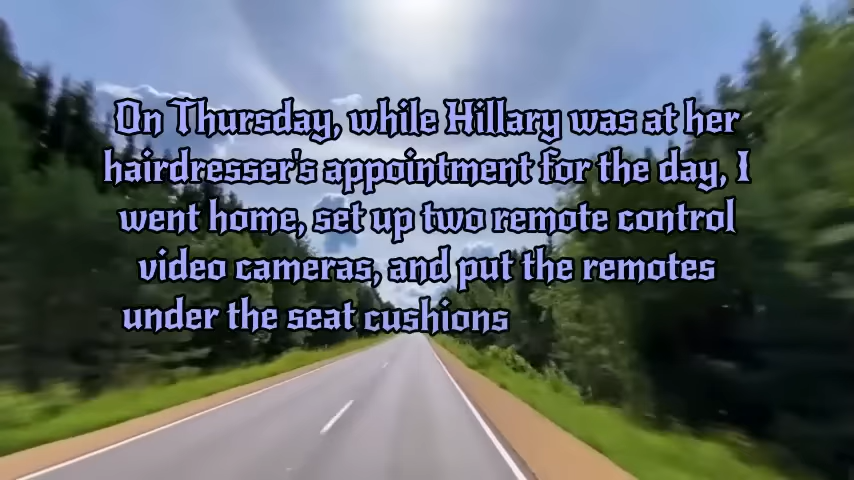 On Thursday, while Hillary was at her
hairdresser's appointment for the day, I
went home, set up two remote control
video cameras, and put the remotes
under the seat cushions